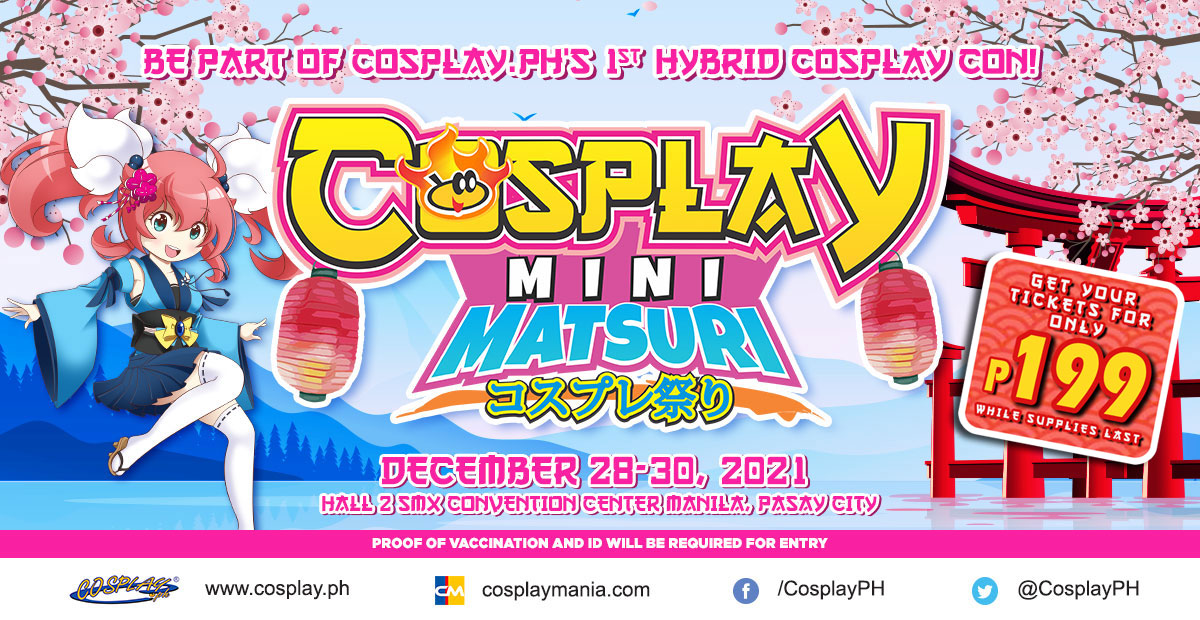 BE PART OF COSPLAY.PH'S 1ST HYBRID COSPLAY CON!
COSPLAY
MINI
MATSURI
コスプレ祭り
GET YOUR
TICKETS FOR
ONLY
P199
WHILE SUPPLIES LAST
DECEMBER 28-30, 2021
HALL 2 SMX CONVENTION CENTER MANILA, PASAY CITY
PROOF OF VACCINATION AND ID WILL BE REQUIRED FOR ENTRY
COSPLAY ® www.cosplay.ph CM cosplaymania.com f /CosplayPH @CosplayPH